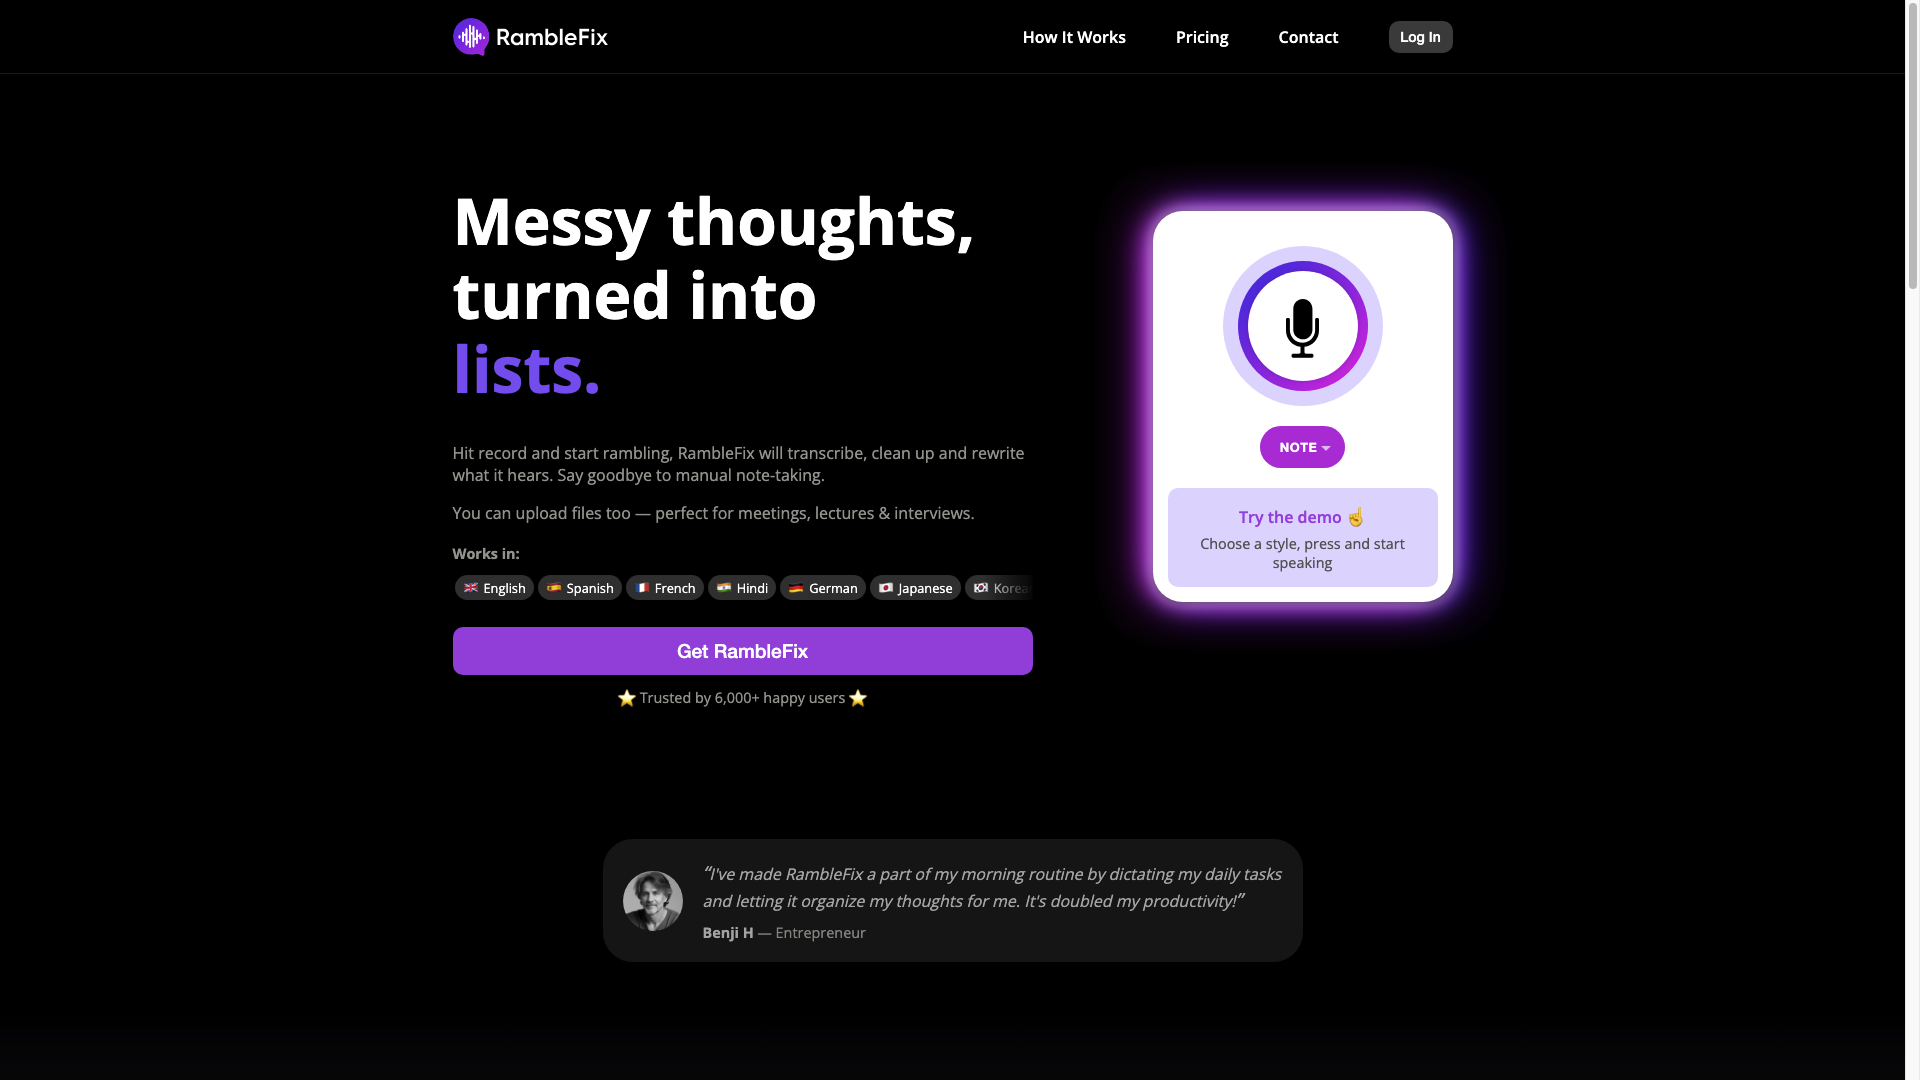 RambleFix
How It Works
Pricing
Contact
Log In
Messy thoughts,
turned into
lists.
Hit record and start rambling, RambleFix will transcribe, clean up and rewrite
what it hears. Say goodbye to manual note-taking.
You can upload files too — perfect for meetings, lectures & interviews.
Works in:
English
Spanish
French
Hindi
German
Japanese
Korea
Get RambleFix
Trusted by 6,000+ happy users
NOTE
Try the demo ☝️
Choose a style, press and start
speaking
“I've made RambleFix a part of my morning routine by dictating my daily tasks
and letting it organize my thoughts for me. It's doubled my productivity!”
Benji H — Entrepreneur